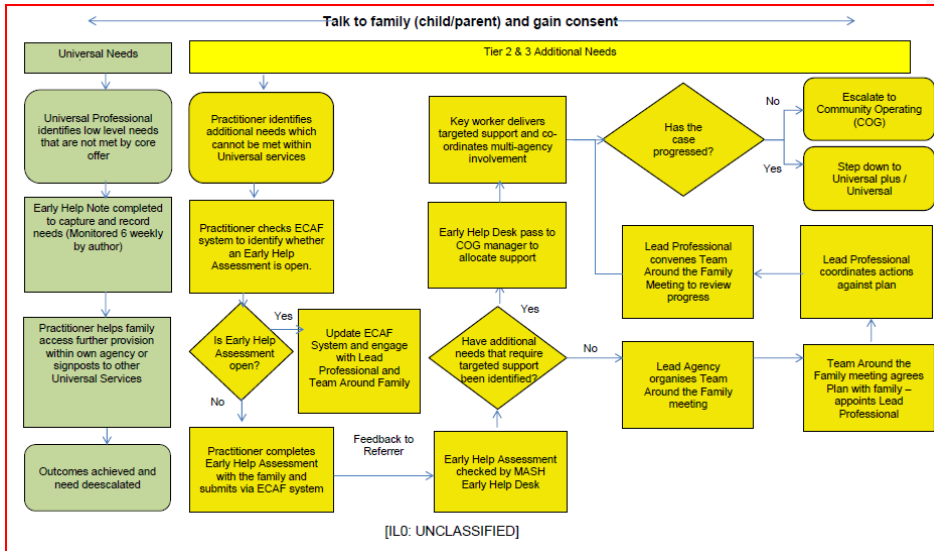 Talk to family (child/parent) and gain consent
Universal Needs
Tier 2 & 3 Additional Needs
Universal Professional
identifies low level needs
that are not met by core
offer
Early Help Note completed
to capture and record
needs (Monitored 6 weekly
by author)
Practitioner helps family
access further provision
within own agency or
signposts to other
Universal Services
Outcomes achieved and
need deescalated
Practitioner identifies
additional needs which
cannot be met within
Universal services
Practitioner checks ECAF
system to identify whether
an Early Help
Assessment is open.
Is Early Help
Assessment
open?
Yes
No
Update ECAF
System and engage
with Lead
Professional and
Team Around Family
Practitioner completes
Early Help Assessment
with the family and
submits via ECAF system
Feedback to
Referrer
Early Help Assessment
checked by MASH
Early Help Desk
Have additional
needs that require
targeted support
been identified?
Yes
No
Early Help Desk pass to
COG manager to
allocate support
Key worker delivers
targeted support and co-
ordinates multi-agency
involvement
Lead Agency
organises Team
Around the Family
meeting
Team Around the
Family meeting agrees
Plan with family –
appoints Lead
Professional
Lead Professional
coordinates actions
against plan
Lead Professional
convenes Team
Around the Family
Meeting to review
progress
Has the
case
progressed?
No
Yes
Escalate to
Community Operating
(COG)
Step down to
Universal plus /
Universal
[IL0: UNCLASSIFIED]